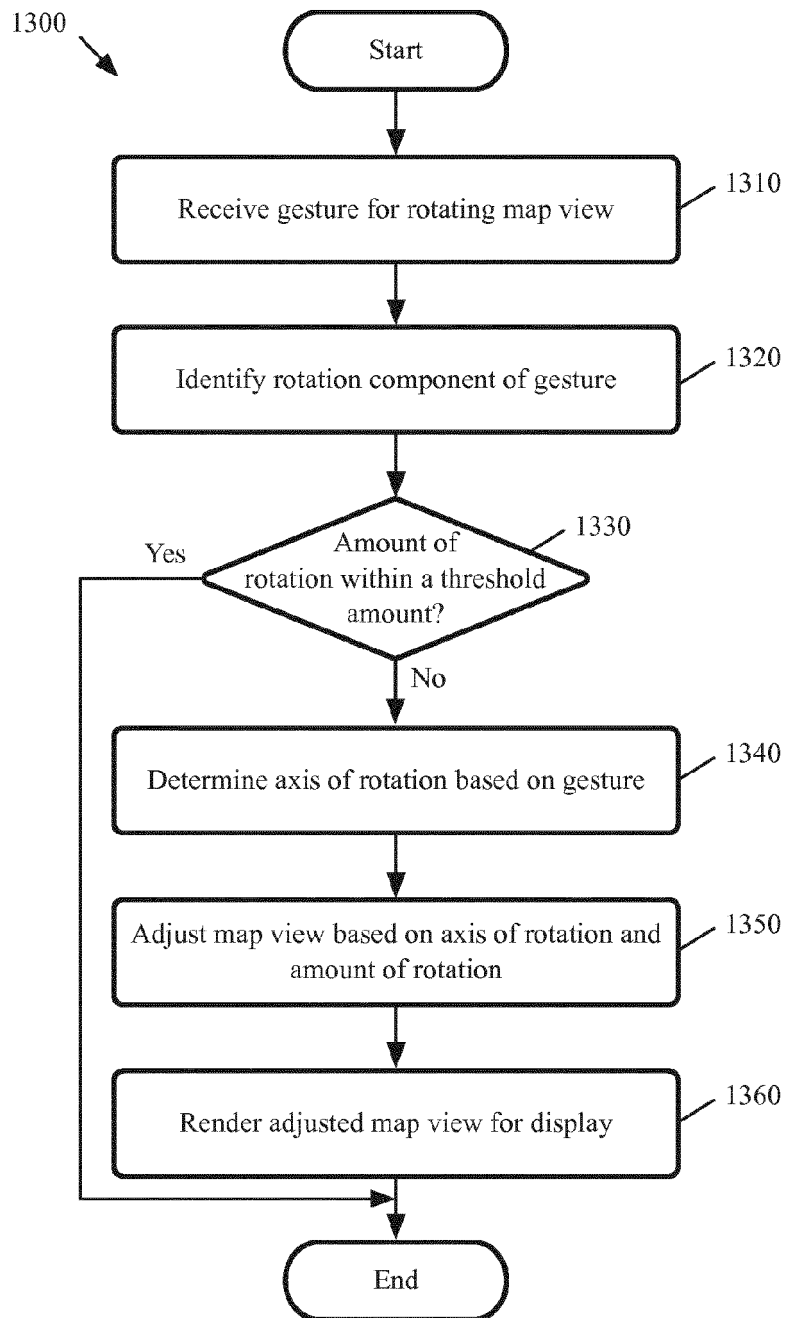 1300
Start
Receive gesture for rotating map view
1310
Identify rotation component of gesture
1320
1330
Yes
Amount of
rotation within a threshold
amount?
No
Determine axis of rotation based on gesture
1340
Adjust map view based on axis of rotation and
amount of rotation
1350
Render adjusted map view for display
1360
End